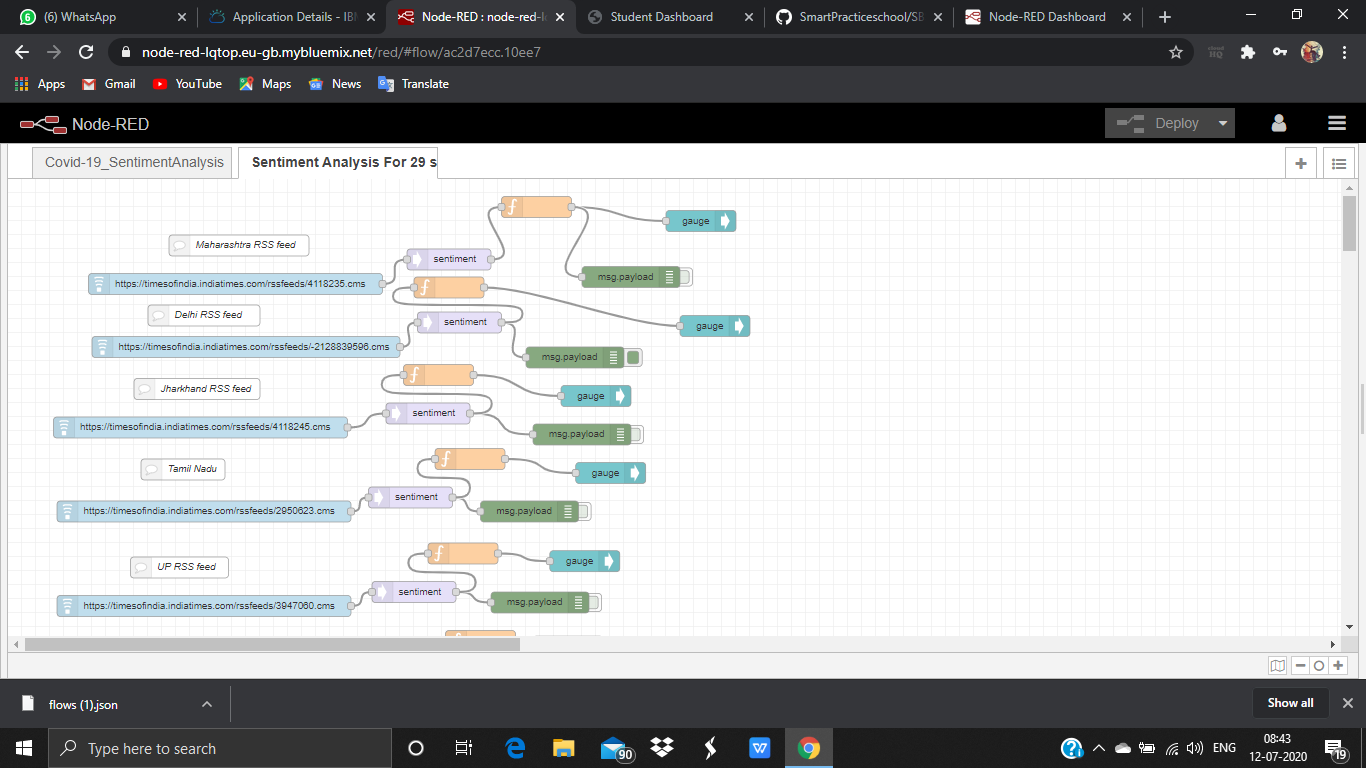 6 (6) WhatsApp
Application Details - IB
Node-RED : node-red-l
Student Dashboard
SmartPracticeschool/SB
Node-RED Dashboard
node-red-lqtop.eu-gb.mybluemix.net/red/#flow/ac2d7ecc.10ee7
Apps
Gmail
YouTube
Maps
News
Translate
Node-RED
Deploy
Covid-19_SentimentAnalysis
Sentiment Analysis For 29 s
gauge
Maharashtra RSS feed
sentiment
msg.payload
https://timesofindia.indiatimes.com/rssfeeds/4118235.cms
Delhi RSS feed
sentiment
gauge
https://timesofindia.indiatimes.com/rssfeeds/-2128839596.cms
msg.payload
Jharkhand RSS feed
gauge
sentiment
https://timesofindia.indiatimes.com/rssfeeds/4118245.cms
msg.payload
Tamil Nadu
gauge
sentiment
https://timesofindia.indiatimes.com/rssfeeds/2950623.cms
msg.payload
UP RSS feed
gauge
sentiment
https://timesofindia.indiatimes.com/rssfeeds/3947060.cms
msg.payload
flows (1).json
Show all
Type here to search
90
ENG
08:43
12-07-2020
19